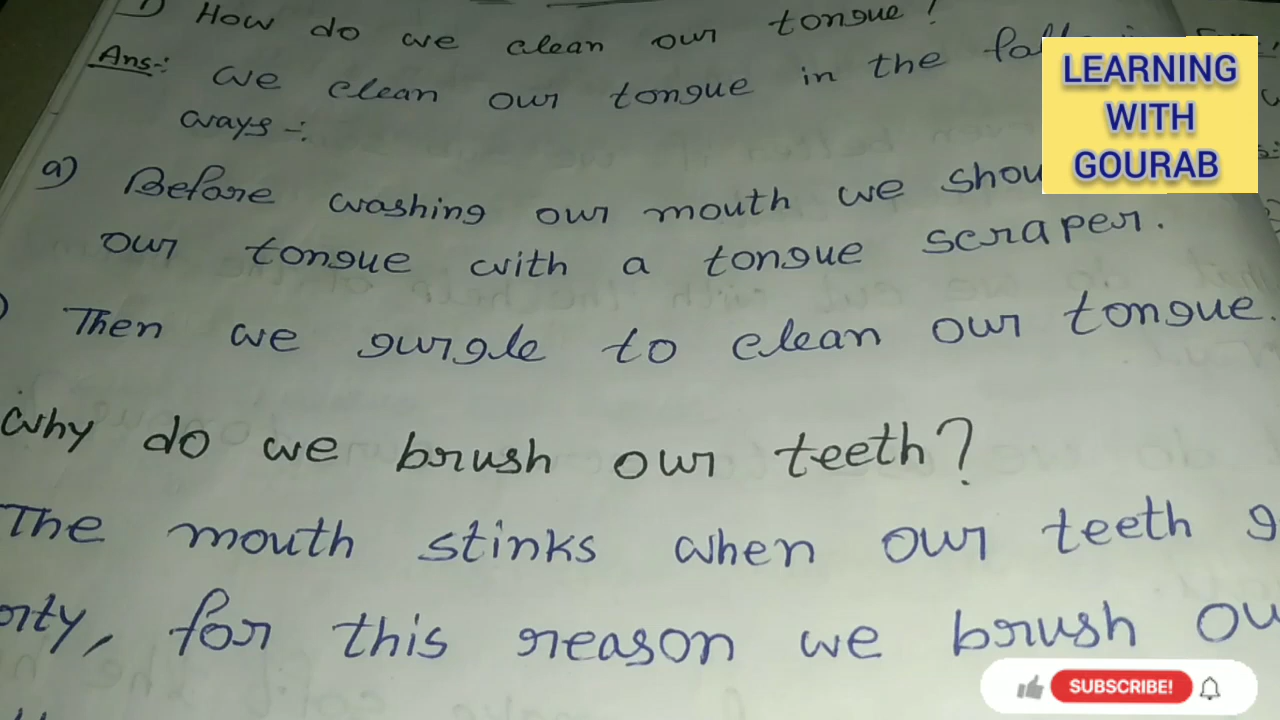 1) How do we clean our tongue?
Ans:- We clean our tongue in the
ways -:
a) Before washing our mouth we
our tongue with a tongue scraper.
) Then we gurgle to clean our tongue.
Why do we brush our teeth?
The mouth stinks when our teeth
for this reason we brush
LEARNING
WITH
GOURAB
SUBSCRIBE!